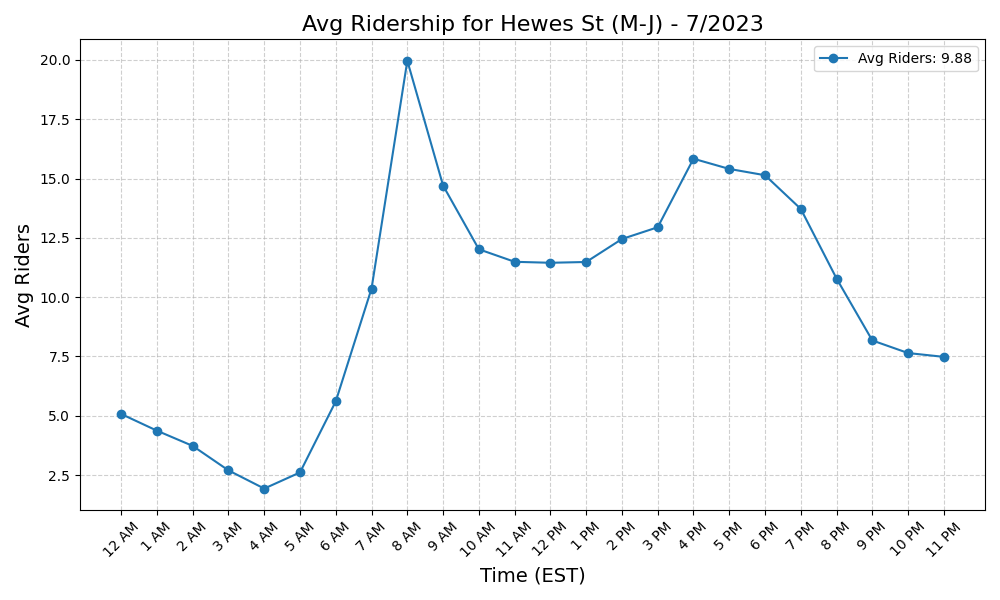 Avg Ridership for Hewes St (M-J) - 7/2023
Avg Riders: 9.88
Avg Riders
20.0
17.5
15.0
12.5
10.0
7.5
5.0
2.5
12 AM
1 AM
2 AM
3 AM
4 AM
5 AM
6 AM
7 AM
8 AM
9 AM
10 AM
11 AM
12 PM
1 PM
2 PM
3 PM
4 PM
5 PM
6 PM
7 PM
8 PM
9 PM
10 PM
11 PM
Time (EST)